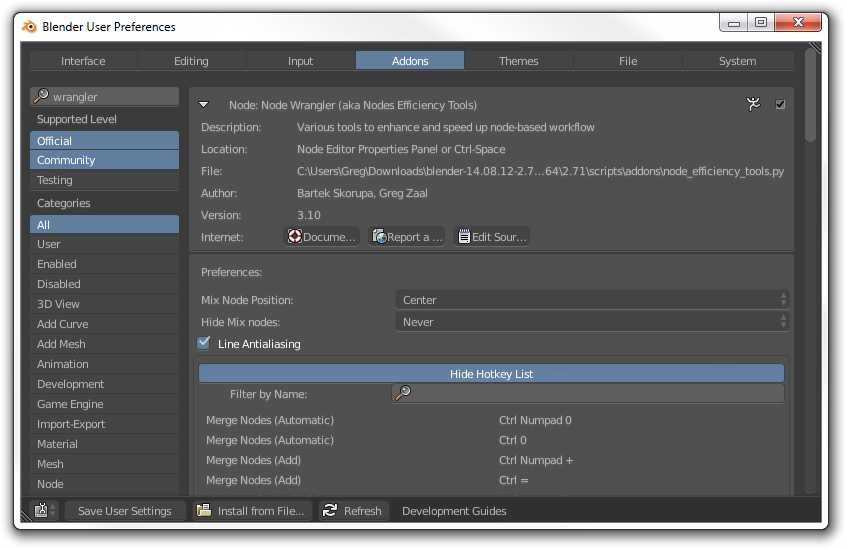 Blender User Preferences
Interface Editing Input Addons Themes File System
wrangler
Supported Level
Official
Community
Testing
Categories
All
User
Enabled
Disabled
3D View
Add Curve
Add Mesh
Animation
Development
Game Engine
Import-Export
Material
Mesh
Node
Node: Node Wrangler (aka Nodes Efficiency Tools)
Description: Various tools to enhance and speed up node-based workflow
Location: Node Editor Properties Panel or Ctrl-Space
File: C:\Users\Greg\Downloads\blender-14.08.12-2.7...64\2.71\scripts\addons\node_efficiency_tools.py
Author: Bartek Skorupa, Greg Zaal
Version: 3.10
Internet: Docume... Report a ... Edit Sour...
Preferences:
Mix Node Position: Center
Hide Mix nodes: Never
Line Antialiasing
Hide Hotkey List
Filter by Name:
Merge Nodes (Automatic) Ctrl Numpad 0
Merge Nodes (Automatic) Ctrl 0
Merge Nodes (Add) Ctrl Numpad +
Merge Nodes (Add) Ctrl =
Save User Settings Install from File... Refresh Development Guides